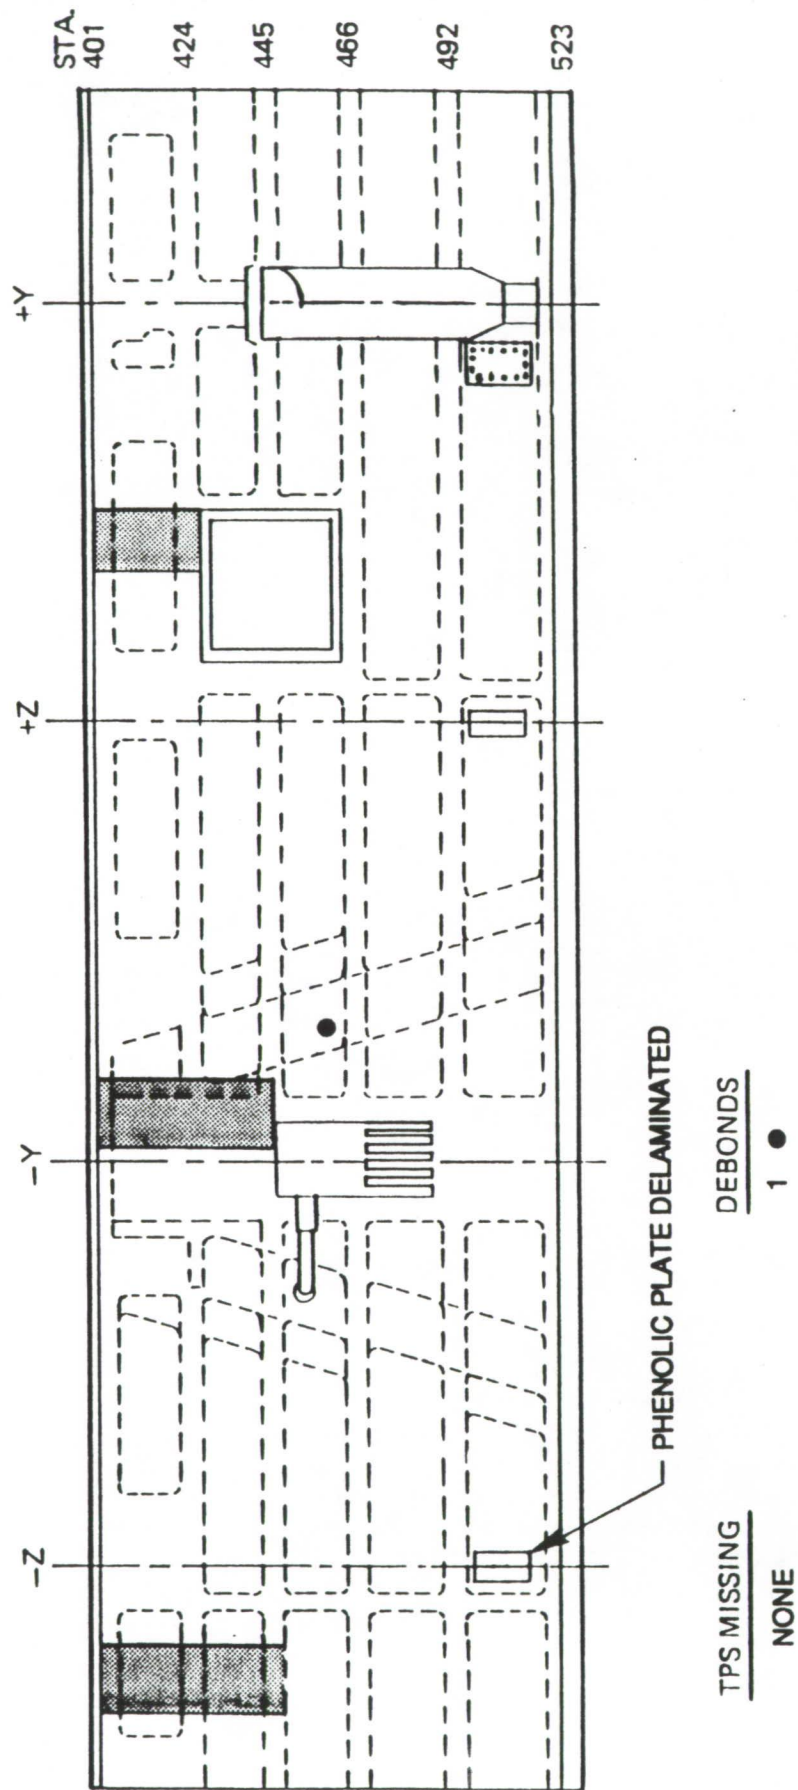 -Z
-Y
+Z
+Y
STA.
401
424
445
466
492
523
PHENOLIC PLATE DELAMINATED
TPS MISSING
NONE
DEBONDS
1